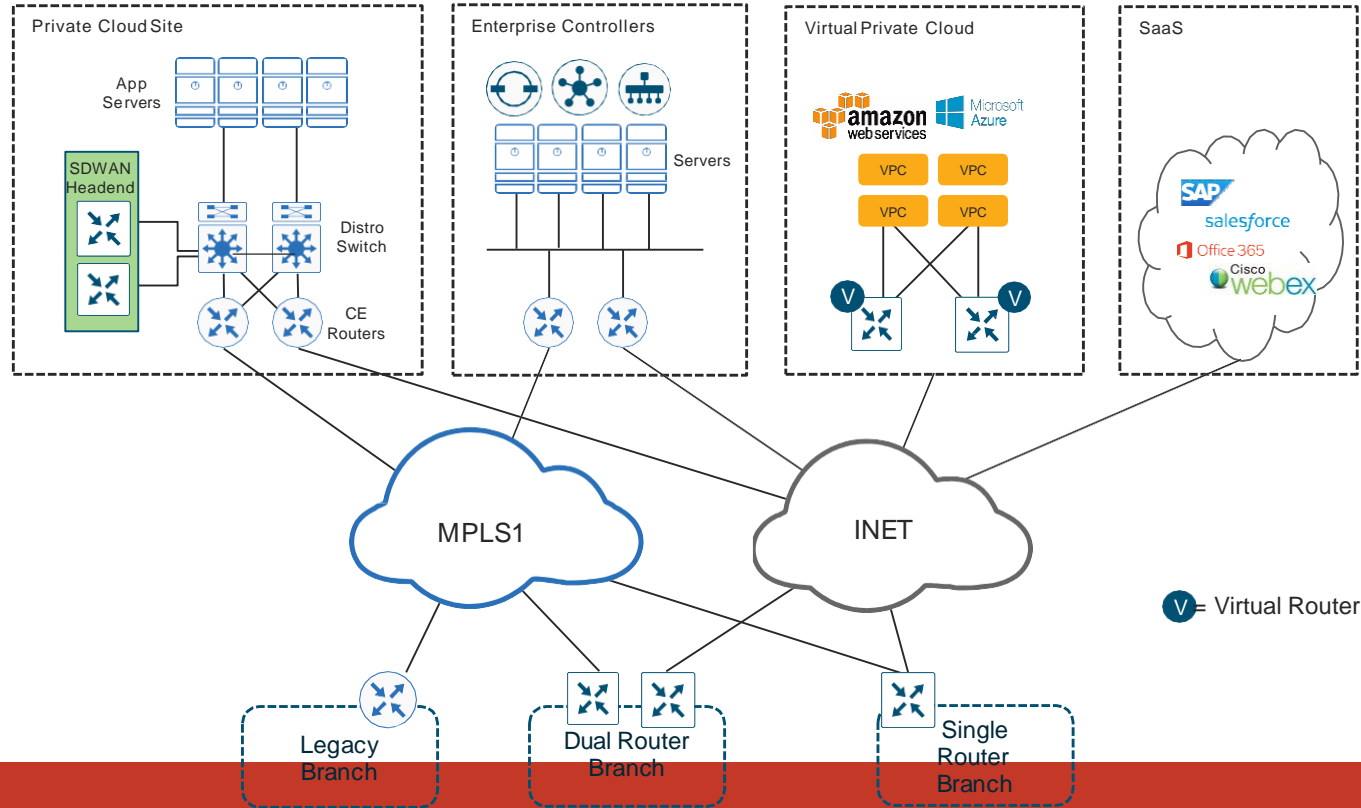 Private Cloud Site
App
Servers
SDWAN
Headend
Distro
Switch
CE
Routers
Enterprise Controllers
Servers
Virtual Private Cloud
amazon
webservices
Microsoft
Azure
VPC
VPC
VPC
VPC
V
V
SaaS
SAP
salesforce
Office 365
Cisco
webex
MPLS1
INET
V = Virtual Router
Legacy
Branch
Dual Router
Branch
Single
Router
Branch